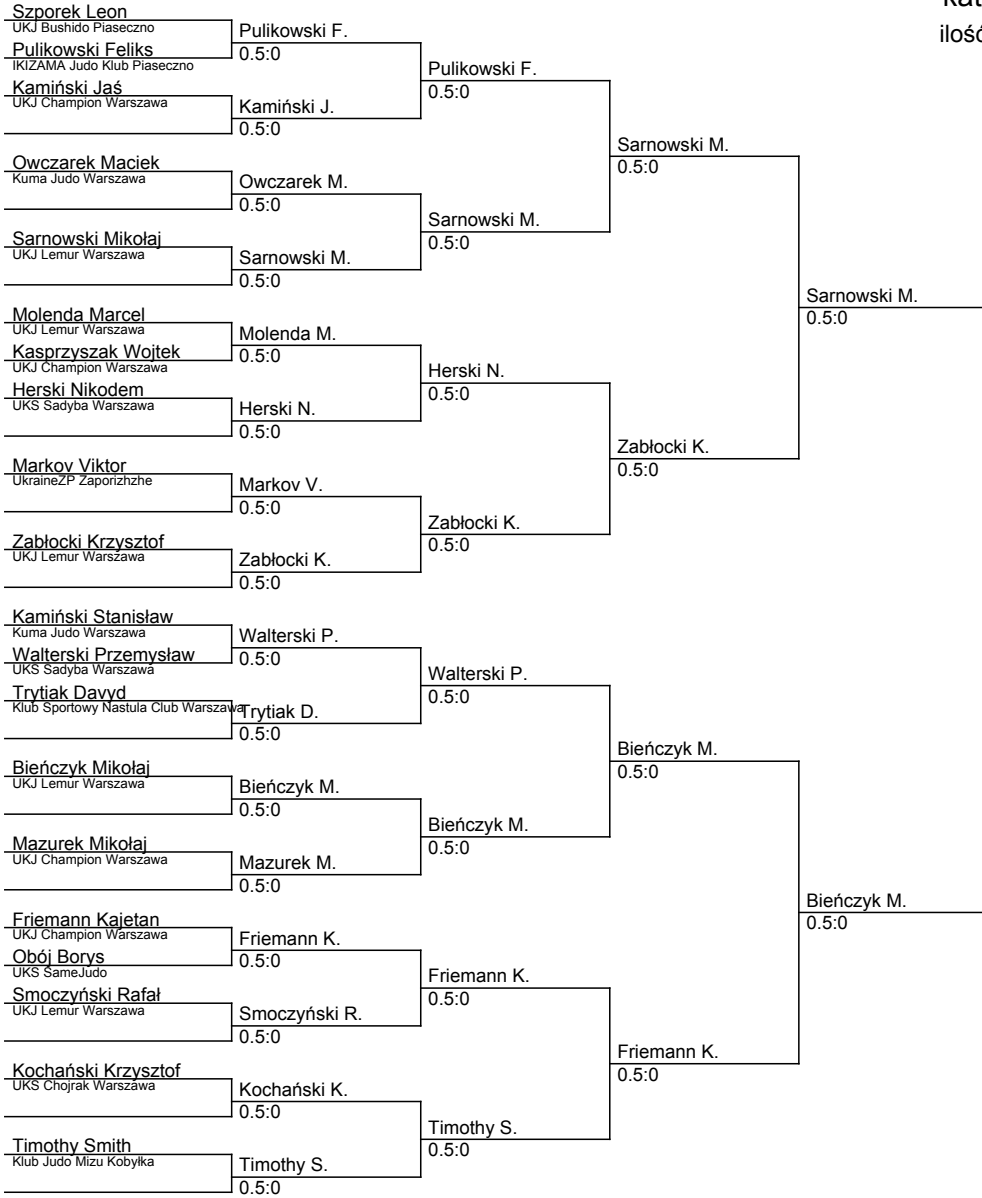 Szporek Leon
UKJ Bushido Piaseczno
Pulikowski Feliks
IKIZAMA Judo Klub Piaseczno
Kamiński Jaś
UKJ Champion Warszawa
Owczarek Maciek
Kuma Judo Warszawa
Sarnowski Mikołaj
UKJ Lemur Warszawa
Molenda Marcel
UKJ Lemur Warszawa
Kasprzyszak Wojtek
UKJ Champion Warszawa
Herski Nikodem
UKS Sadyba Warszawa
Markov Viktor
UkraineZP Zaporizhzhe
Zabłocki Krzysztof
UKJ Lemur Warszawa
Kamiński Stanisław
Kuma Judo Warszawa
Walterski Przemysław
UKS Sadyba Warszawa
Trytiak Davyd
Klub Sportowy Nastula Club Warszawa
Bieńczyk Mikołaj
UKJ Lemur Warszawa
Mazurek Mikołaj
UKJ Champion Warszawa
Friemann Kajetan
UKJ Champion Warszawa
Obój Borys
UKS SameJudo
Smoczyński Rafał
UKJ Lemur Warszawa
Kochański Krzysztof
UKS Chojrak Warszawa
Timothy Smith
Klub Judo Mizu Kobyłka
Pulikowski F.
0.5:0
Kamiński J.
0.5:0
Owczarek M.
0.5:0
Sarnowski M.
0.5:0
Molenda M.
0.5:0
Herski N.
0.5:0
Markov V.
0.5:0
Zabłocki K.
0.5:0
Walterski P.
0.5:0
Trytiak D.
0.5:0
Bieńczyk M.
0.5:0
Mazurek M.
0.5:0
Friemann K.
0.5:0
Smoczyński R.
0.5:0
Kochański K.
0.5:0
Timothy S.
0.5:0
Pulikowski F.
0.5:0
Sarnowski M.
0.5:0
Herski N.
0.5:0
Zabłocki K.
0.5:0
Walterski P.
0.5:0
Bieńczyk M.
0.5:0
Friemann K.
0.5:0
Timothy S.
0.5:0
Sarnowski M.
0.5:0
Zabłocki K.
0.5:0
Bieńczyk M.
0.5:0
Friemann K.
0.5:0
Sarnowski M.
0.5:0
Bieńczyk M.
0.5:0